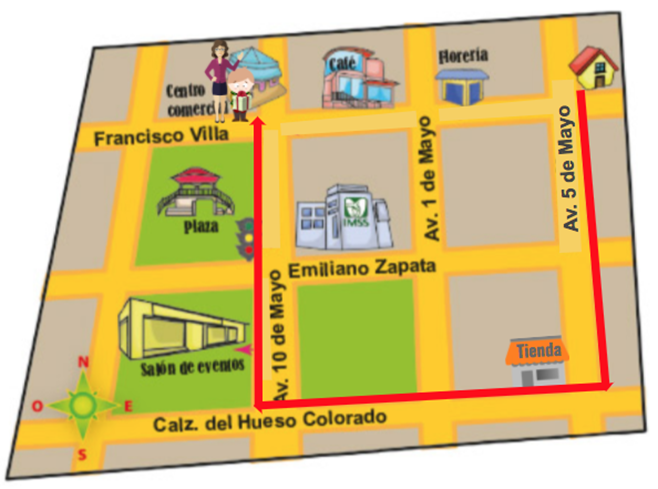 Centro
comercial
Café
Florería
Francisco Villa
Av. 1 de Mayo
Av. 5 de Mayo
Plaza
IMSS
Emiliano Zapata
Av. 10 de Mayo
Tienda
Salón de eventos
N
O
E
S
Calz. del Hueso Colorado